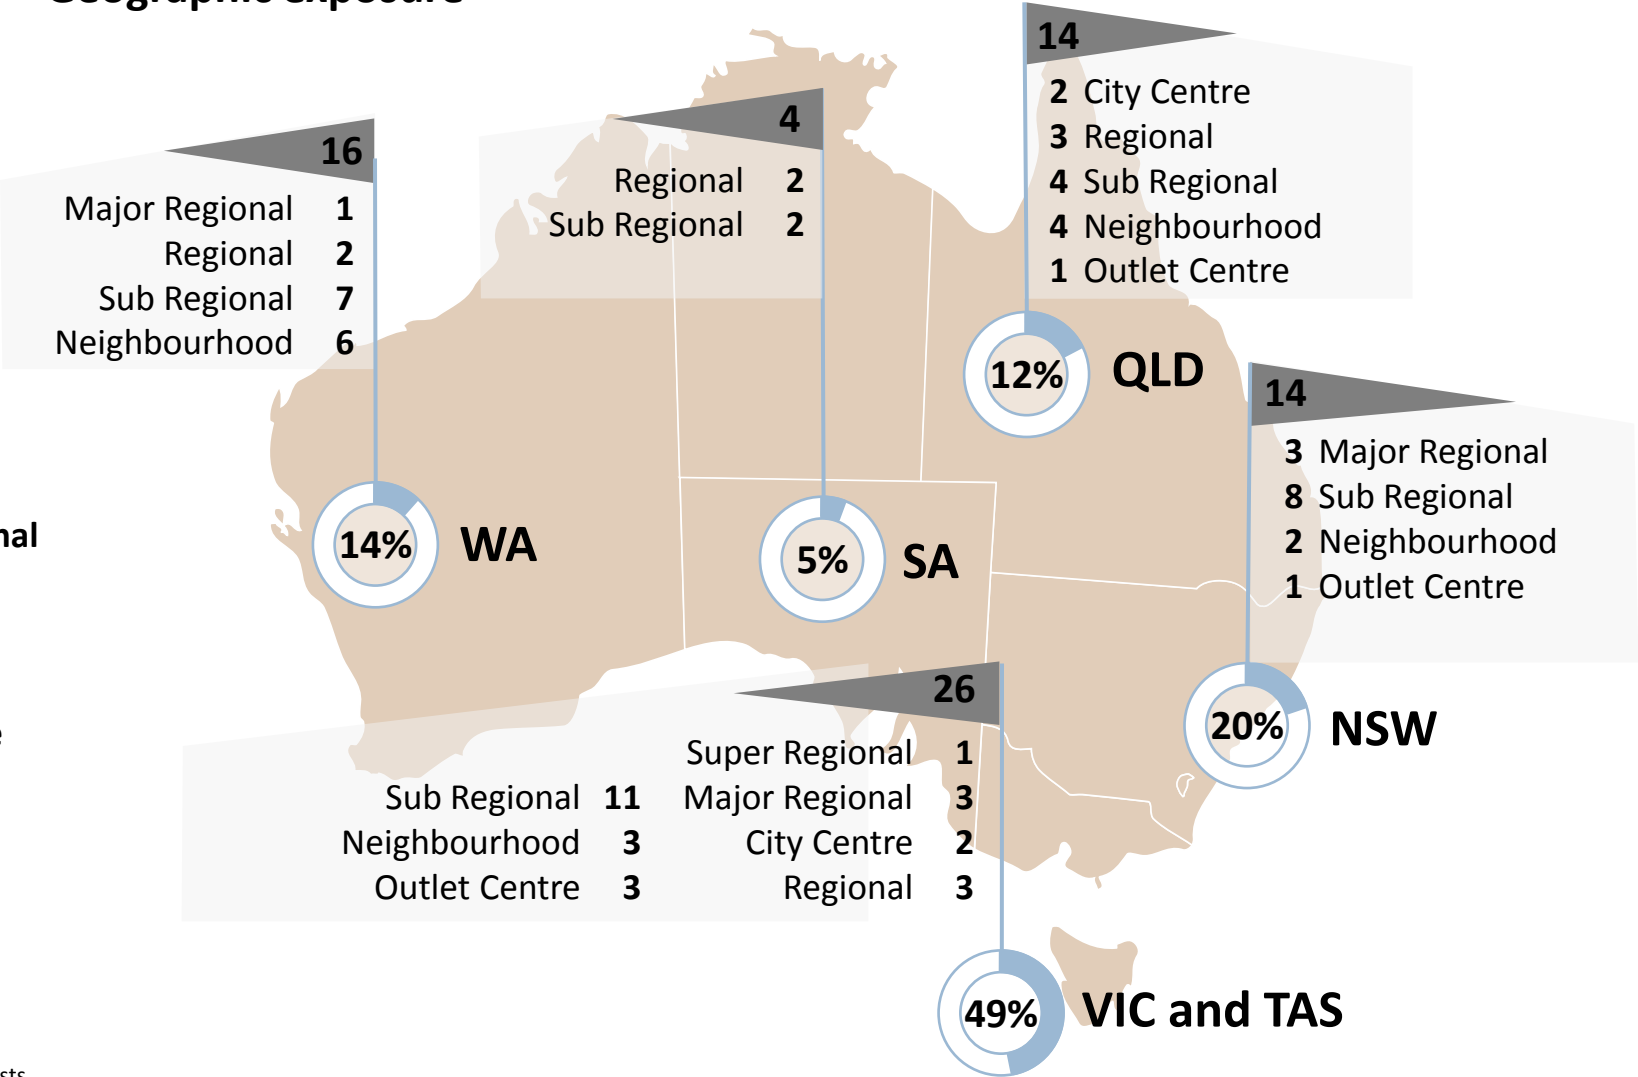 Geographic exposure
14
2 City Centre
3 Regional
4 Sub Regional
4 Neighbourhood
1 Outlet Centre
12%
QLD
4
Regional 2
Sub Regional 2
5%
SA
16
Major Regional 1
Regional 2
Sub Regional 7
Neighbourhood 6
14%
WA
14
3 Major Regional
8 Sub Regional
2 Neighbourhood
1 Outlet Centre
20%
NSW
26
Super Regional 1
Sub Regional 11 Major Regional 3
Neighbourhood 3 City Centre 2
Outlet Centre 3 Regional 3
49%
VIC and TAS